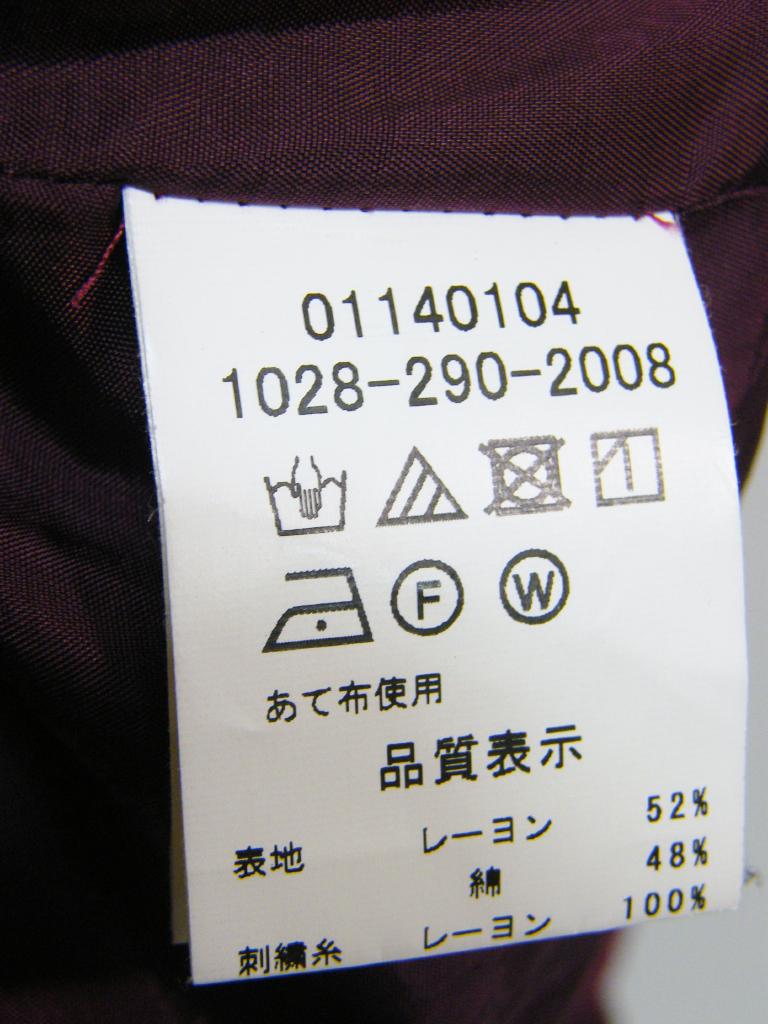 01140104
1028-290-2008
F W
あて布使用
品質表示
表地 レーヨン 52%
綿 48%
刺繍糸 レーヨン 100%